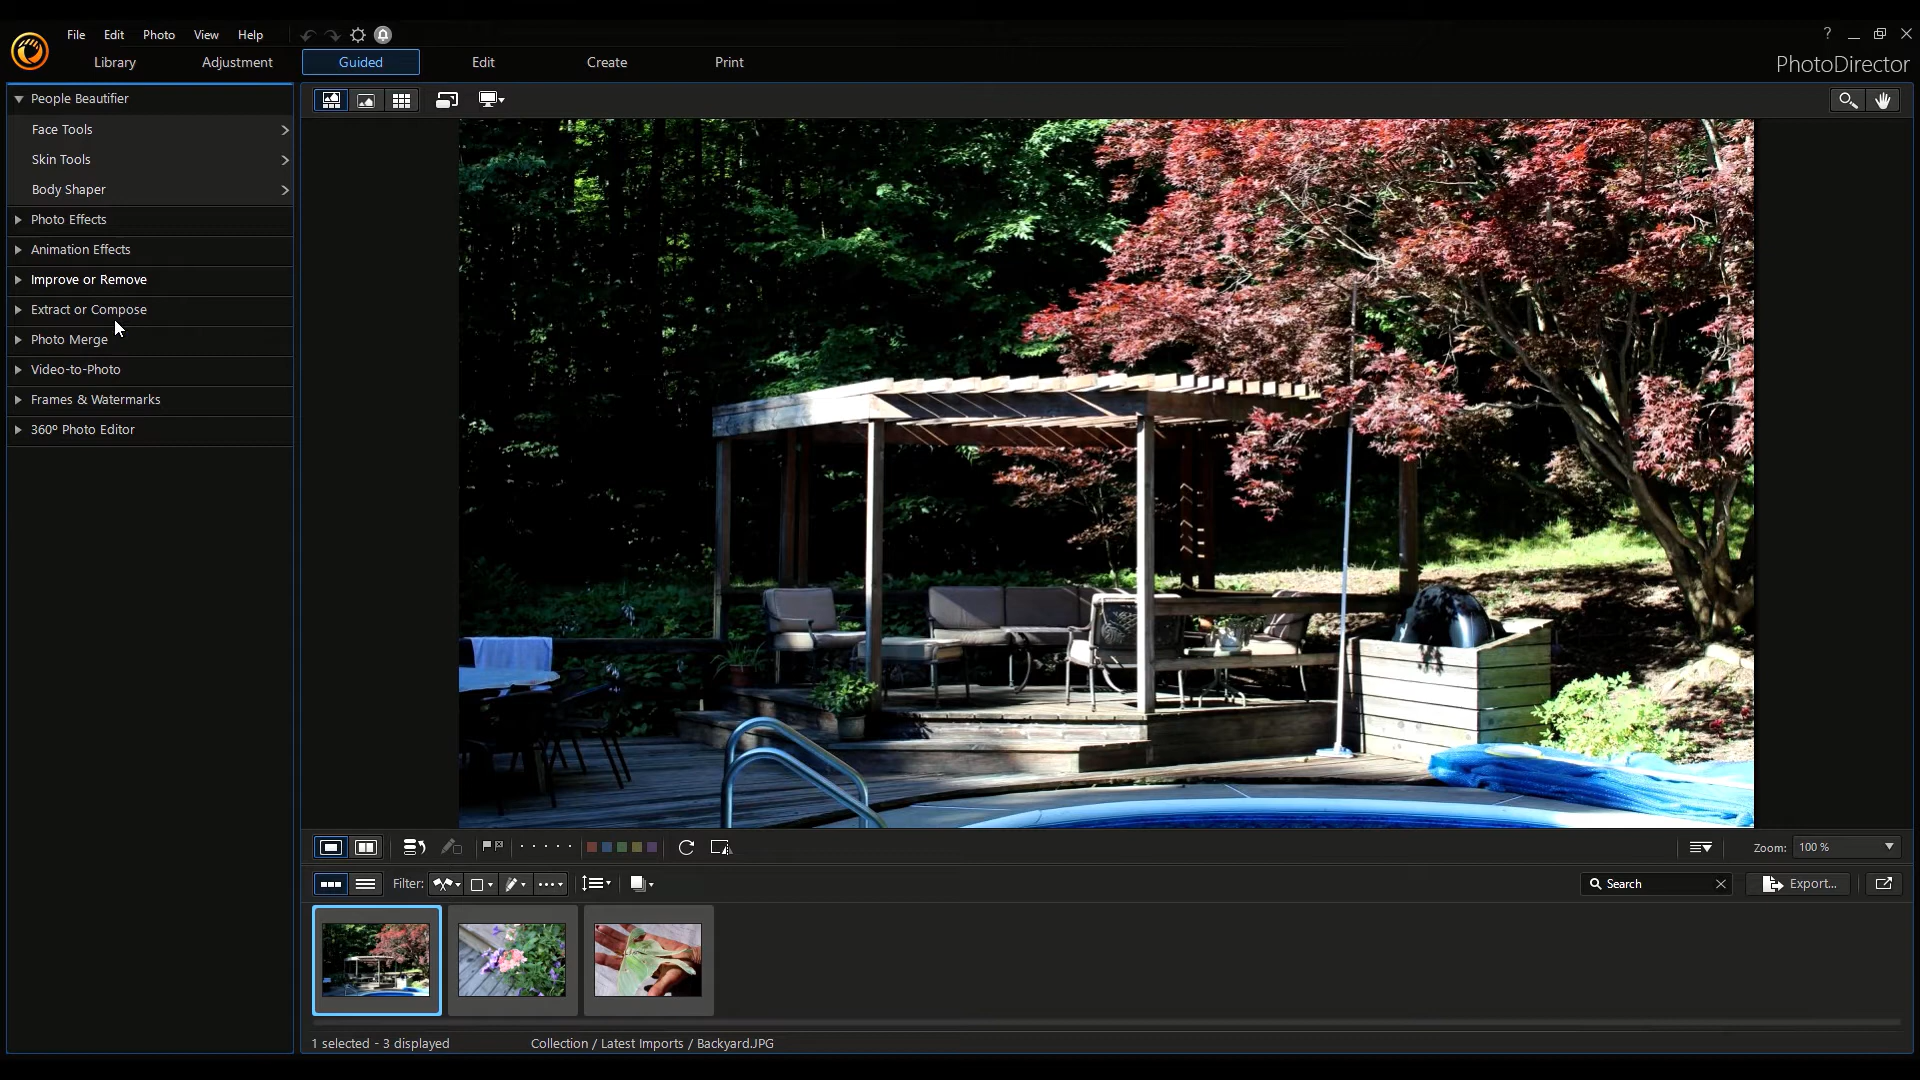 File Edit Photo View Help
?
Library Adjustment Guided Edit Create Print
PhotoDirector
People Beautifier
Face Tools
Skin Tools
Body Shaper
Photo Effects
Animation Effects
Improve or Remove
Extract or Compose
Photo Merge
Video-to-Photo
Frames & Watermarks
360º Photo Editor
Zoom: 100 %
Filter:
Search
Export...
1 selected - 3 displayed
Collection / Latest Imports / Backyard.JPG